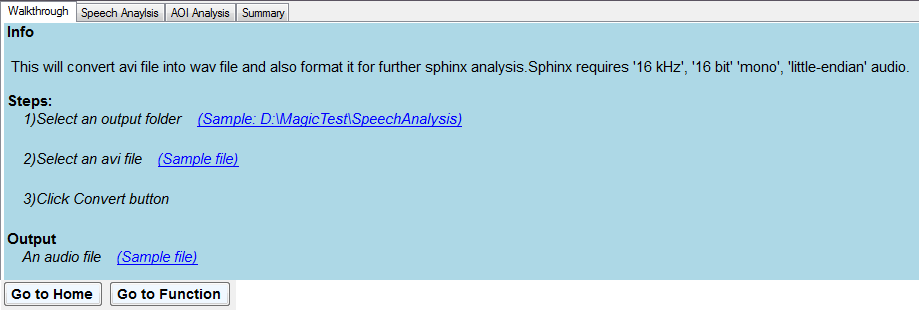 Walkthrough Speech Anaylsis AOI Analysis Summary
Info
This will convert avi file into wav file and also format it for further sphinx analysis.Sphinx requires '16 kHz', '16 bit' 'mono', 'little-endian' audio.
Steps:
1)Select an output folder (Sample: D:\MagicTest\SpeechAnalysis)
2)Select an avi file (Sample file)
3)Click Convert button
Output
An audio file (Sample file)
Go to Home Go to Function